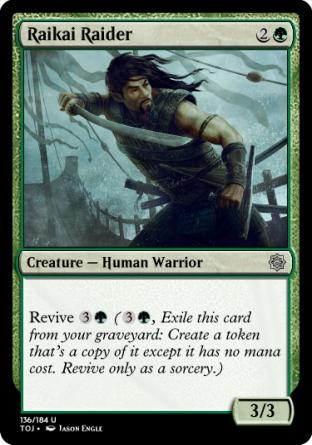 Raikai Raider 2
Creature — Human Warrior
Revive 3 ( 3 , Exile this card
from your graveyard: Create a token
that's a copy of it except it has no mana
cost. Revive only as a sorcery.)
3/3
136/184 U
TOJ • Jason Engle